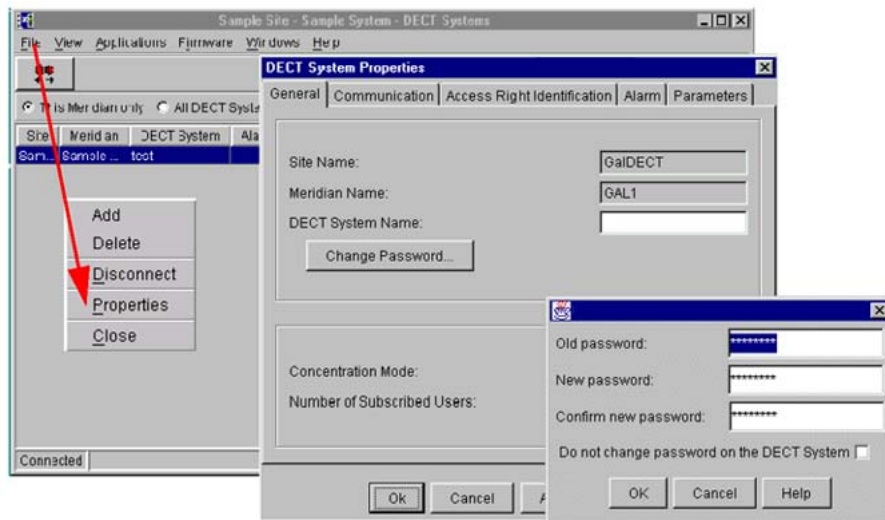 Sample Site - Sample System - DECT Systems
File View Applications Firmware Windows Help
This Meridian only All DECT Syste
Site Meridian DECT System Ala
Sam... Sample ... test
Add
Delete
Disconnect
Properties
Close
Connected
DECT System Properties
General Communication Access Right Identification Alarm Parameters
Site Name: GalDECT
Meridian Name: GAL1
DECT System Name:
Change Password...
Concentration Mode:
Number of Subscribed Users:
Ok Cancel A
Old password: ********
New password: ********
Confirm new password: ********
Do not change password on the DECT System
OK Cancel Help